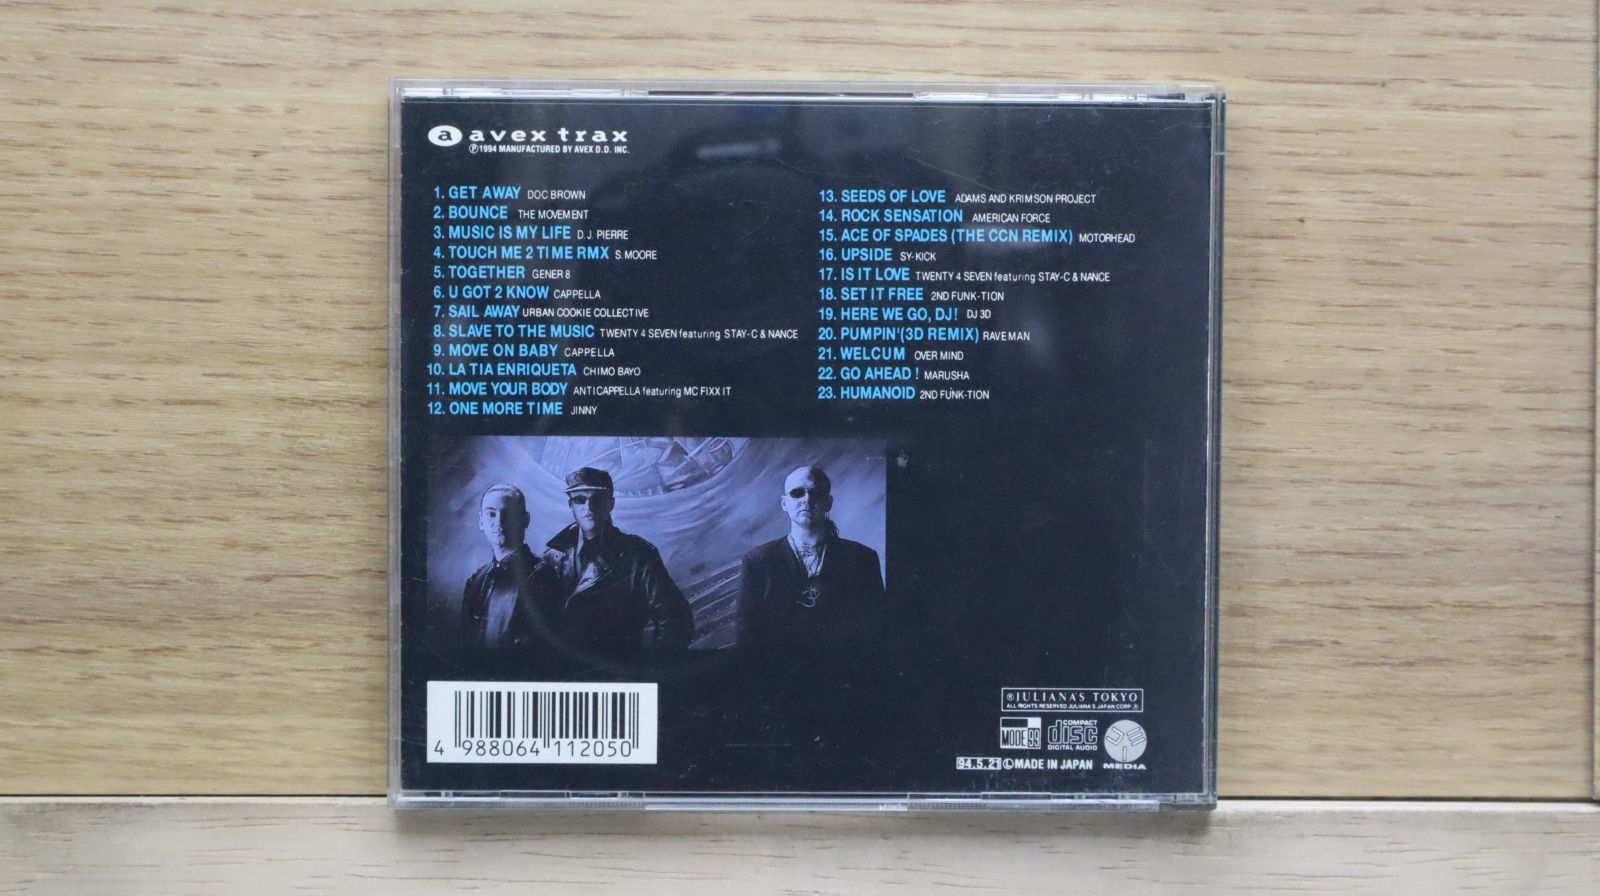 a avex trax
Ⓟ1994 MANUFACTURED BY AVEX D.D. INC.
1. GET AWAY DOC BROWN
2. BOUNCE THE MOVEMENT
3. MUSIC IS MY LIFE D.J. PIERRE
4. TOUCH ME 2 TIME RMX S.MOORE
5. TOGETHER GENER 8
6. U GOT 2 KNOW CAPPELLA
7. SAIL AWAY URBAN COOKIE COLLECTIVE
8. SLAVE TO THE MUSIC TWENTY 4 SEVEN featuring STAY-C & NANCE
9. MOVE ON BABY CAPPELLA
10. LA TIA ENRIQUETA CHIMO BAYO
11. MOVE YOUR BODY ANTICAPPELLA featuring MC FIXX IT
12. ONE MORE TIME JINNY
13. SEEDS OF LOVE ADAMS AND KRIMSON PROJECT
14. ROCK SENSATION AMERICAN FORCE
15. ACE OF SPADES (THE CCN REMIX) MOTORHEAD
16. UPSIDE SY-KICK
17. IS IT LOVE TWENTY 4 SEVEN featuring STAY-C & NANCE
18. SET IT FREE 2ND FUNK-TION
19. HERE WE GO, DJ! DJ 3D
20. PUMPIN'(3D REMIX) RAVEMAN
21. WELCUM OVER MIND
22. GO AHEAD ! MARUSHA
23. HUMANOID 2ND FUNK-TION
4 988064 112050
®JULIANA'S TOKYO
ALL RIGHTS RESERVED JULIANA'S JAPAN CORP.
MODE 99
COMPACT
disc
DIGITAL AUDIO
MEDIA
94.5.21 Ⓛ MADE IN JAPAN